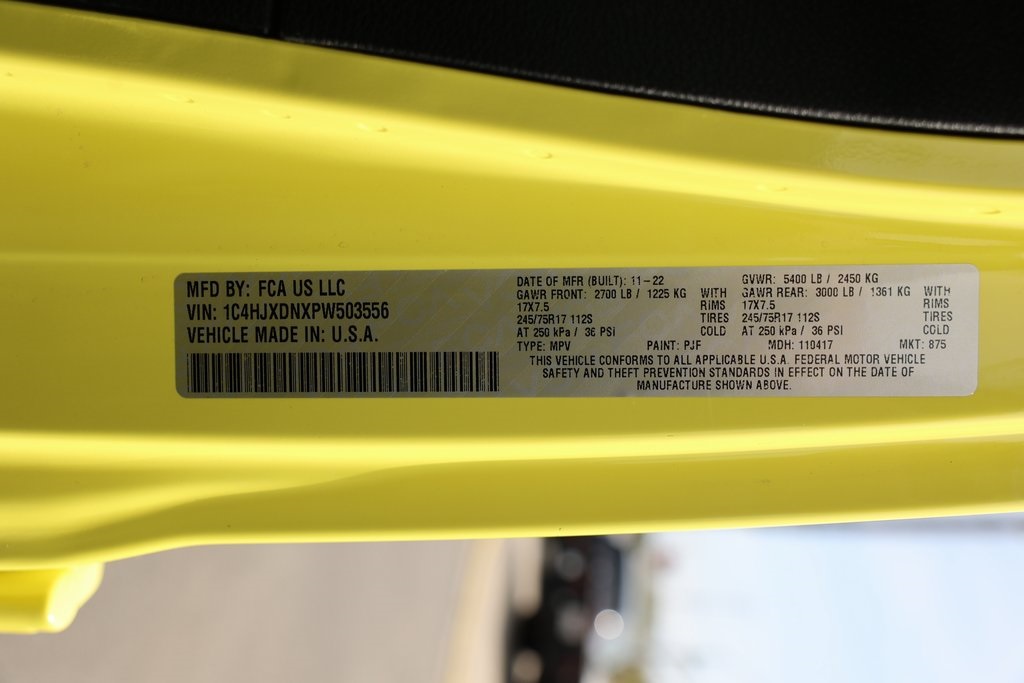 MFD BY: FCA US LLC
VIN: 1C4HJXDNXPW503556
VEHICLE MADE IN: U.S.A.
DATE OF MFR (BUILT): 11-22 GVWR: 5400 LB / 2450 KG
GAWR FRONT: 2700 LB / 1225 KG WITH GAWR REAR: 3000 LB / 1361 KG WITH
17X7.5 RIMS 17X7.5 RIMS
245/75R17 112S TIRES 245/75R17 112S TIRES
AT 250 kPa / 36 PSI COLD AT 250 kPa / 36 PSI COLD
TYPE: MPV PAINT: PJF MDH: 110417 MKT: 875
THIS VEHICLE CONFORMS TO ALL APPLICABLE U.S.A. FEDERAL MOTOR VEHICLE
SAFETY AND THEFT PREVENTION STANDARDS IN EFFECT ON THE DATE OF
MANUFACTURE SHOWN ABOVE.